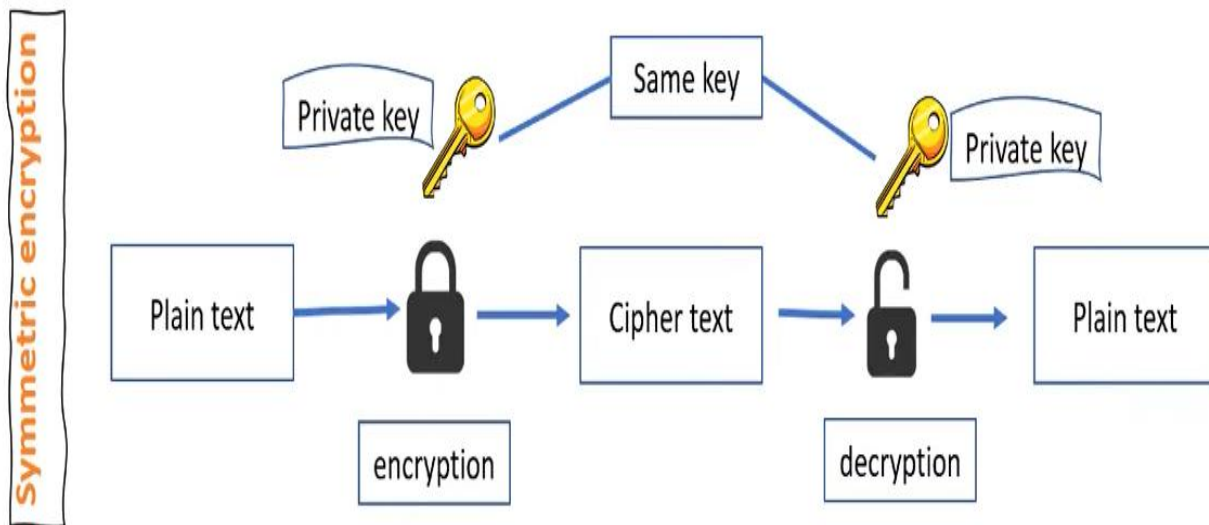 Symmetric encryption
Same key
Private key
Private key
Plain text
Cipher text
Plain text
encryption
decryption